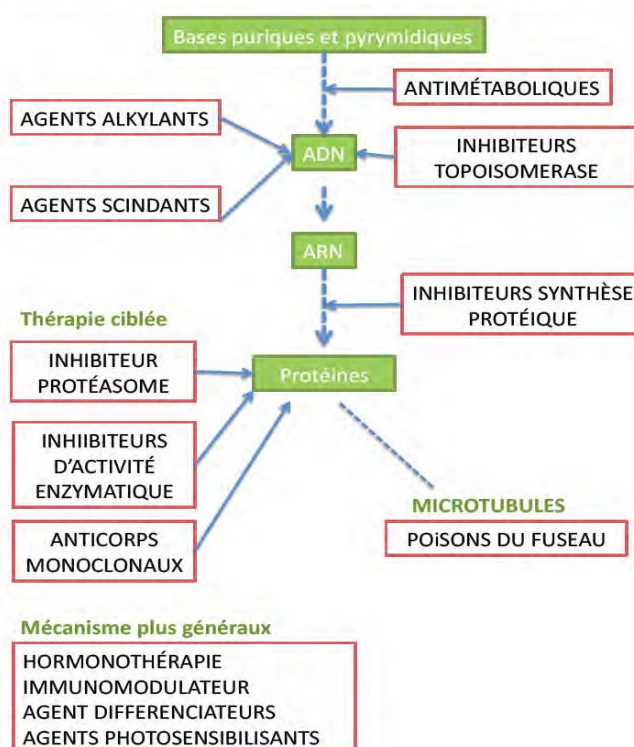 Bases puriques et pyrymidiques
ANTIMÉTABOLIQUES
AGENTS ALKYLANTS
ADN
INHIBITEURS
TOPOISOMERASE
AGENTS SCINDANTS
ARN
INHIBITEURS SYNTHÈSE
PROTÉIQUE
Thérapie ciblée
INHIBITEUR
PROTÉASOME
Protéines
INHIIBITEURS
D'ACTIVITÉ
ENZYMATIQUE
MICROTUBULES
POiSONS DU FUSEAU
ANTICORPS
MONOCLONAUX
Mécanisme plus généraux
HORMONOTHÉRAPIE
IMMUNOMODULATEUR
AGENT DIFFERENCIATEURS
AGENTS PHOTOSENSIBILISANTS